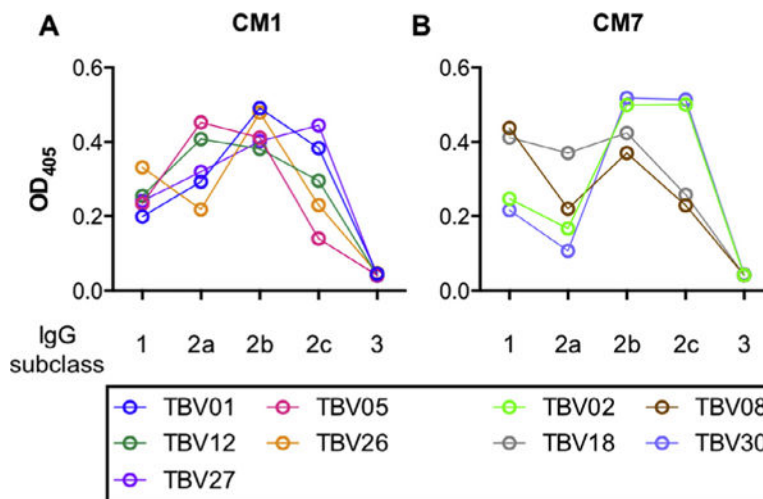 A CM1 B CM7
0.6 0.6
0.4 0.4
OD405
0.2 0.2
0.0 0.0
IgG subclass 1 2a 2b 2c 3 1 2a 2b 2c 3
TBV01 TBV05 TBV02 TBV08
TBV12 TBV26 TBV18 TBV30
TBV27